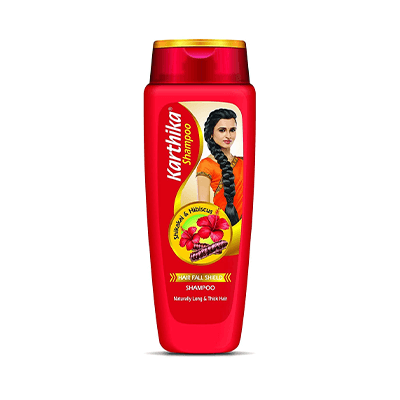 Karthika®
Shampoo
Shikakai & Hibiscus
HAIR FALL SHIELD
SHAMPOO
Naturally Long & Thick Hair